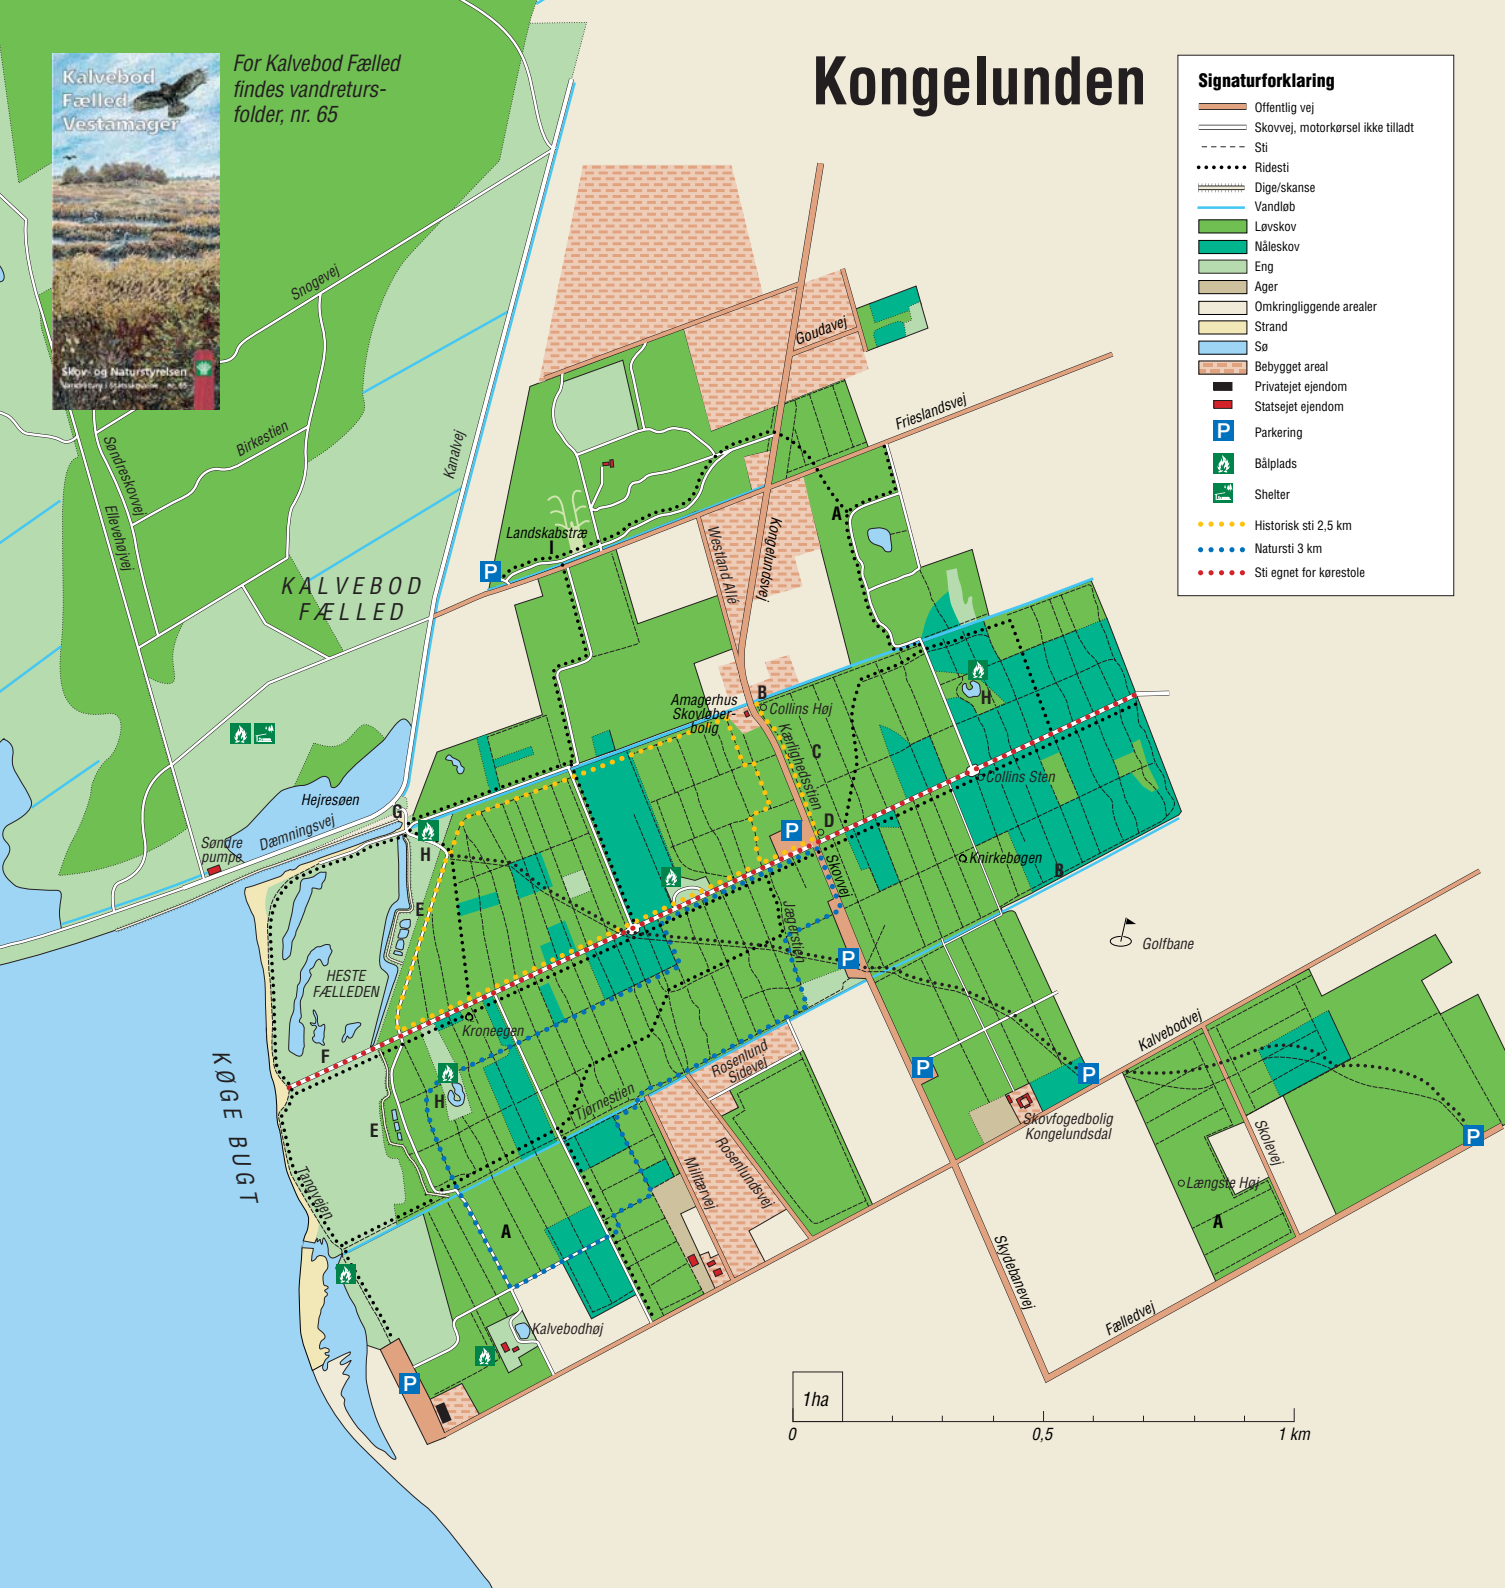 Kalvebod
Fælled
Vestamager
Skov- og Naturstyrelsen
For Kalvebod Fælled
findes vandreturs-
folder, nr. 65
Kongelunden
Signaturforklaring
Offentlig vej
Skovvej, motorkørsel ikke tilladt
Sti
Ridesti
Dige/skanse
Vandløb
Løvskov
Nåleskov
Eng
Ager
Omkringliggende arealer
Strand
Sø
Bebygget areal
Privatejet ejendom
Statsejet ejendom
P Parkering
Bålplads
Shelter
Historisk sti 2,5 km
Natursti 3 km
Sti egnet for kørestole
Snogevej
Goudavej
Frieslandsvej
Birkestien
Søndreskovvej
Ellevehøjvej
Kanalvej
Landskabstræ
I
P
A
Westland Allé
Kongelundsvej
KALVEBOD
FÆLLED
Amagerhus
Skovløber-
bolig
B
Collins Høj
H
Kærlighedsstien
C
Collins Sten
Hejresøen
G
Dæmningsvej
Søndre
pumpe
H
P
D
Knirkebøgen
B
Skovvej
E
Jægerstien
P
Golfbane
HESTE
FÆLLEDEN
Kroneegen
Kalvebodvej
F
Rosenlund
Sidevej
P
P
H
Tjørnestien
Skovfogedbolig
Kongelundsdal
KØGE BUGT
E
Skolevej
P
Tangvejen
Militærvej
Rosenlundsvej
Længste Høj
A
A
Skydebanevej
Fælledvej
Kalvebodhøj
P
1ha
0
0,5
1 km